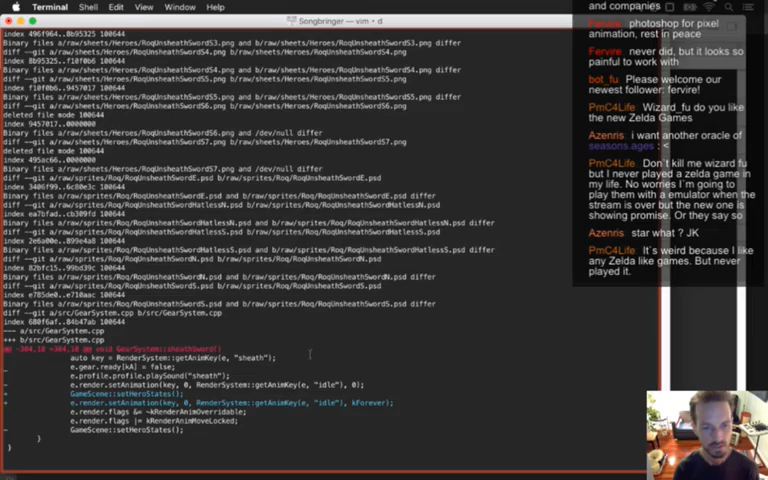 Terminal Shell Edit View Window Help
Songbringer — vim • d
index 496f964..8b95325 100644
Binary files a/raw/sheets/Heroes/RoqUnsheathSwordS3.png and b/raw/sheets/Heroes/RoqUnsheathSwordS3.png differ
diff --git a/raw/sheets/Heroes/RoqUnsheathSwordS4.png b/raw/sheets/Heroes/RoqUnsheathSwordS4.png
index 8b95325..f10f0b6 100644
Binary files a/raw/sheets/Heroes/RoqUnsheathSwordS4.png and b/raw/sheets/Heroes/RoqUnsheathSwordS4.png differ
diff --git a/raw/sheets/Heroes/RoqUnsheathSwordS5.png b/raw/sheets/Heroes/RoqUnsheathSwordS5.png
index f10f0b6..9457017 100644
Binary files a/raw/sheets/Heroes/RoqUnsheathSwordS5.png and b/raw/sheets/Heroes/RoqUnsheathSwordS5.png differ
diff --git a/raw/sheets/Heroes/RoqUnsheathSwordS6.png b/raw/sheets/Heroes/RoqUnsheathSwordS6.png
deleted file mode 100644
index 9457017..0000000
Binary files a/raw/sheets/Heroes/RoqUnsheathSwordS6.png and /dev/null differ
diff --git a/raw/sheets/Heroes/RoqUnsheathSwordS7.png b/raw/sheets/Heroes/RoqUnsheathSwordS7.png
deleted file mode 100644
index 495ac66..0000000
Binary files a/raw/sheets/Heroes/RoqUnsheathSwordS7.png and /dev/null differ
diff --git a/raw/sprites/Roq/RoqUnsheathSwordE.psd b/raw/sprites/Roq/RoqUnsheathSwordE.psd
index 3406f99..6c80e3c 100644
Binary files a/raw/sprites/Roq/RoqUnsheathSwordE.psd and b/raw/sprites/Roq/RoqUnsheathSwordE.psd differ
diff --git a/raw/sprites/Roq/RoqUnsheathSwordHatlessN.psd b/raw/sprites/Roq/RoqUnsheathSwordHatlessN.psd
index ea7bfad..cb309fd 100644
Binary files a/raw/sprites/Roq/RoqUnsheathSwordHatlessN.psd and b/raw/sprites/Roq/RoqUnsheathSwordHatlessN.psd differ
diff --git a/raw/sprites/Roq/RoqUnsheathSwordHatlessS.psd b/raw/sprites/Roq/RoqUnsheathSwordHatlessS.psd
index 2e6a00e..899e4a8 100644
Binary files a/raw/sprites/Roq/RoqUnsheathSwordHatlessS.psd and b/raw/sprites/Roq/RoqUnsheathSwordHatlessS.psd differ
diff --git a/raw/sprites/Roq/RoqUnsheathSwordN.psd b/raw/sprites/Roq/RoqUnsheathSwordN.psd
index 82bfc15..99bd39c 100644
Binary files a/raw/sprites/Roq/RoqUnsheathSwordN.psd and b/raw/sprites/Roq/RoqUnsheathSwordN.psd differ
diff --git a/raw/sprites/Roq/RoqUnsheathSwordS.psd b/raw/sprites/Roq/RoqUnsheathSwordS.psd
index e785de0..e710aac 100644
Binary files a/raw/sprites/Roq/RoqUnsheathSwordS.psd and b/raw/sprites/Roq/RoqUnsheathSwordS.psd differ
diff --git a/src/GearSystem.cpp b/src/GearSystem.cpp
index 680f6af..84b47ab 100644
--- a/src/GearSystem.cpp
+++ b/src/GearSystem.cpp
@@ -304,10 +304,10 @@ void GearSystem::sheathSword()
auto key = RenderSystem::getAnimKey(e, "sheath");
- e.gear.ready[kA] = false;
e.profile.profile.playSound("sheath");
- e.render.setAnimation(key, 0, RenderSystem::getAnimKey(e, "idle"), 0);
+ GameScene::setHeroStates();
+ e.render.setAnimation(key, 0, RenderSystem::getAnimKey(e, "idle"), kForever);
e.render.flags &= ~kRenderAnimOverridable;
e.render.flags |= kRenderAnimMoveLocked;
- GameScene::setHeroStates();
}
}
and companies
Fervire photoshop for pixel
animation, rest in peace
Fervire never did, but it looks so
painful to work with
bot_fu Please welcome our
newest follower: fervire!
PmC4Life Wizard_fu do you like
the new Zelda Games
Azenris i want another oracle of
seasons.ages : <
PmC4Life Don`t kill me wizard fu
but I never played a zelda game in
my life. No worries I`m going to
play them with a emulator when the
stream is over but the new one is
showing promise. Or they say so
Azenris star what ? JK
PmC4Life It`s weird because I like
any Zelda like games. But never
played it.